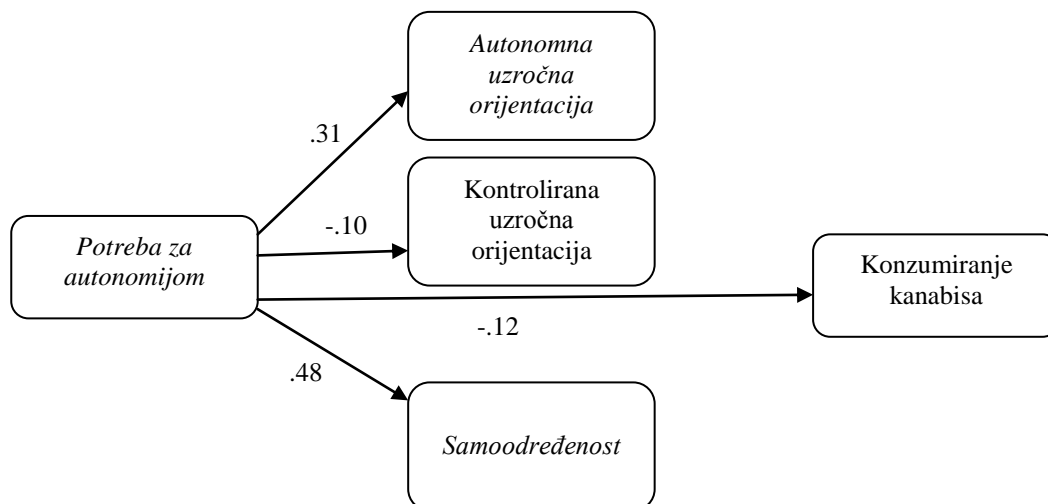 Autonomna
uzročna
orijentacija
.31
Kontrolirana
uzročna
orijentacija
-.10
Potreba za
autonomijom
Konzumiranje
kanabisa
-.12
.48
Samoodređenost